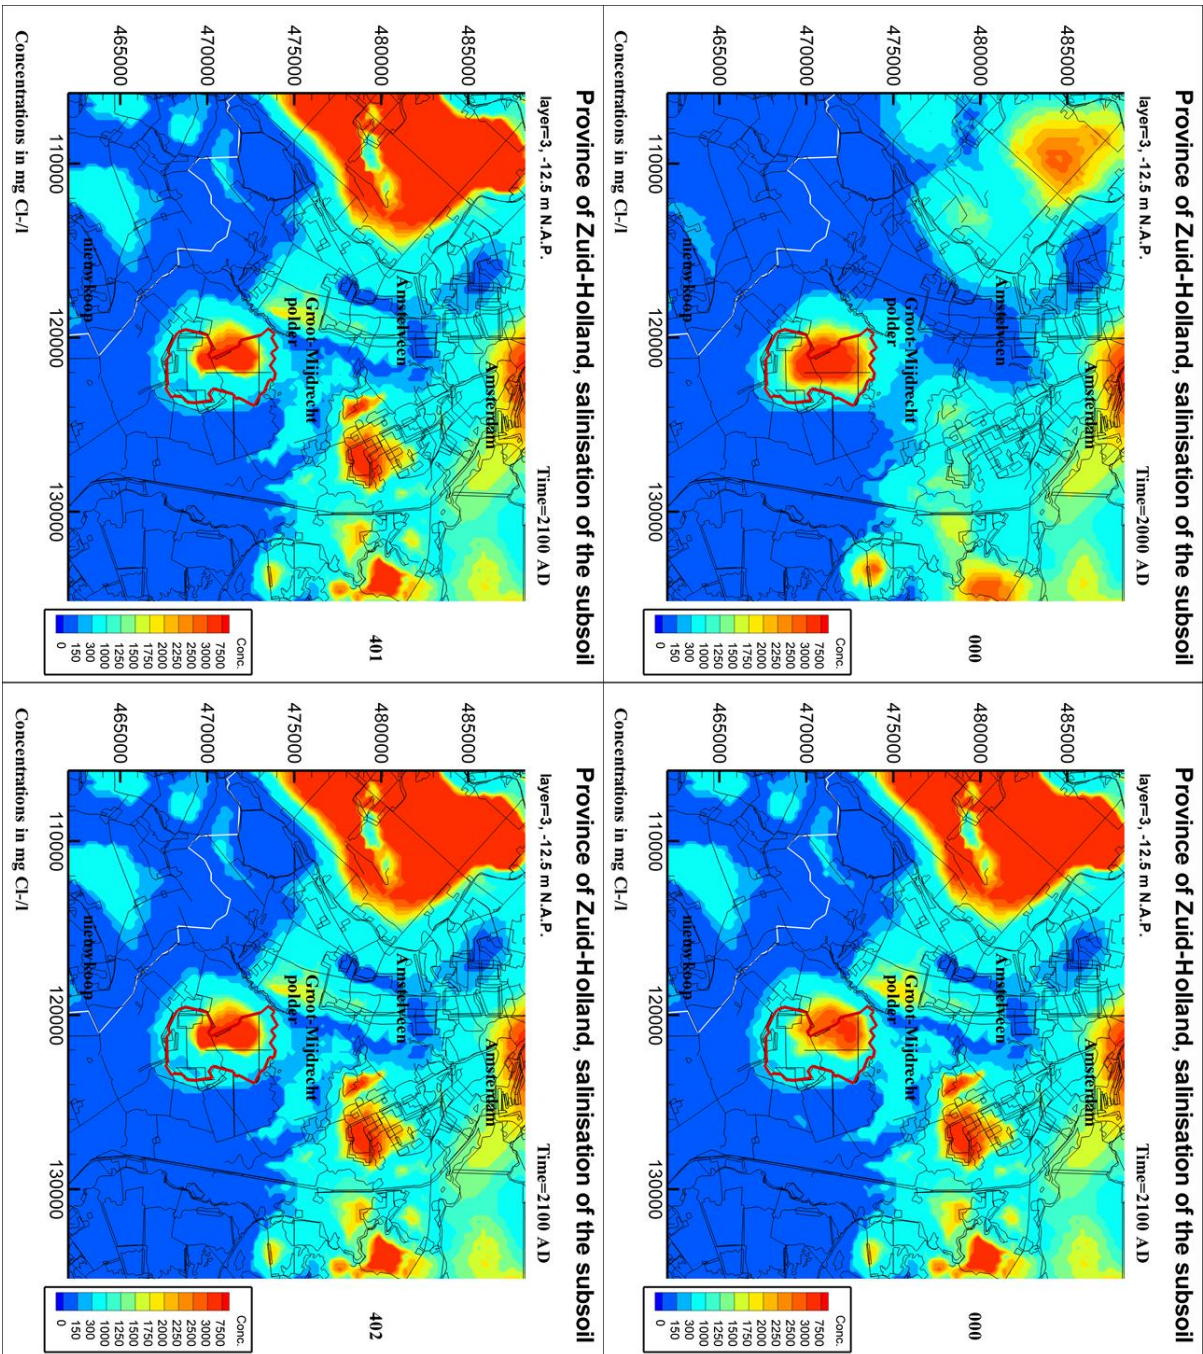 Province of Zuid-Holland, salinisation of the subsoil
layer=3, -12.5 m N.A.P.
Time=2000 AD
485000
480000
475000
470000
465000
Amsterdam
Amstelveen
Groot-Mijdrecht
polder
nieuwkoop
110000
120000
130000
000
Conc.
7500
3000
2500
2250
2000
1750
1500
1250
1000
300
150
0
Concentrations in mg Cl-/l
Province of Zuid-Holland, salinisation of the subsoil
layer=3, -12.5 m N.A.P.
Time=2100 AD
485000
480000
475000
470000
465000
Amsterdam
Amstelveen
Groot-Mijdrecht
polder
nieuwkoop
110000
120000
130000
000
Conc.
7500
3000
2500
2250
2000
1750
1500
1250
1000
300
150
0
Concentrations in mg Cl-/l
Province of Zuid-Holland, salinisation of the subsoil
layer=3, -12.5 m N.A.P.
Time=2100 AD
485000
480000
475000
470000
465000
Amsterdam
Amstelveen
Groot-Mijdrecht
polder
nieuwkoop
110000
120000
130000
401
Conc.
7500
3000
2500
2250
2000
1750
1500
1250
1000
300
150
0
Concentrations in mg Cl-/l
Province of Zuid-Holland, salinisation of the subsoil
layer=3, -12.5 m N.A.P.
Time=2100 AD
485000
480000
475000
470000
465000
Amsterdam
Amstelveen
Groot-Mijdrecht
polder
nieuwkoop
110000
120000
130000
402
Conc.
7500
3000
2500
2250
2000
1750
1500
1250
1000
300
150
0
Concentrations in mg Cl-/l